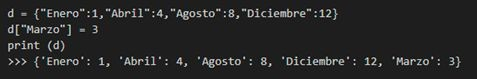 d = {"Enero":1,"Abril":4,"Agosto":8,"Diciembre":12}
d["Marzo"] = 3
print (d)
>>> {'Enero': 1, 'Abril': 4, 'Agosto': 8, 'Diciembre': 12, 'Marzo': 3}